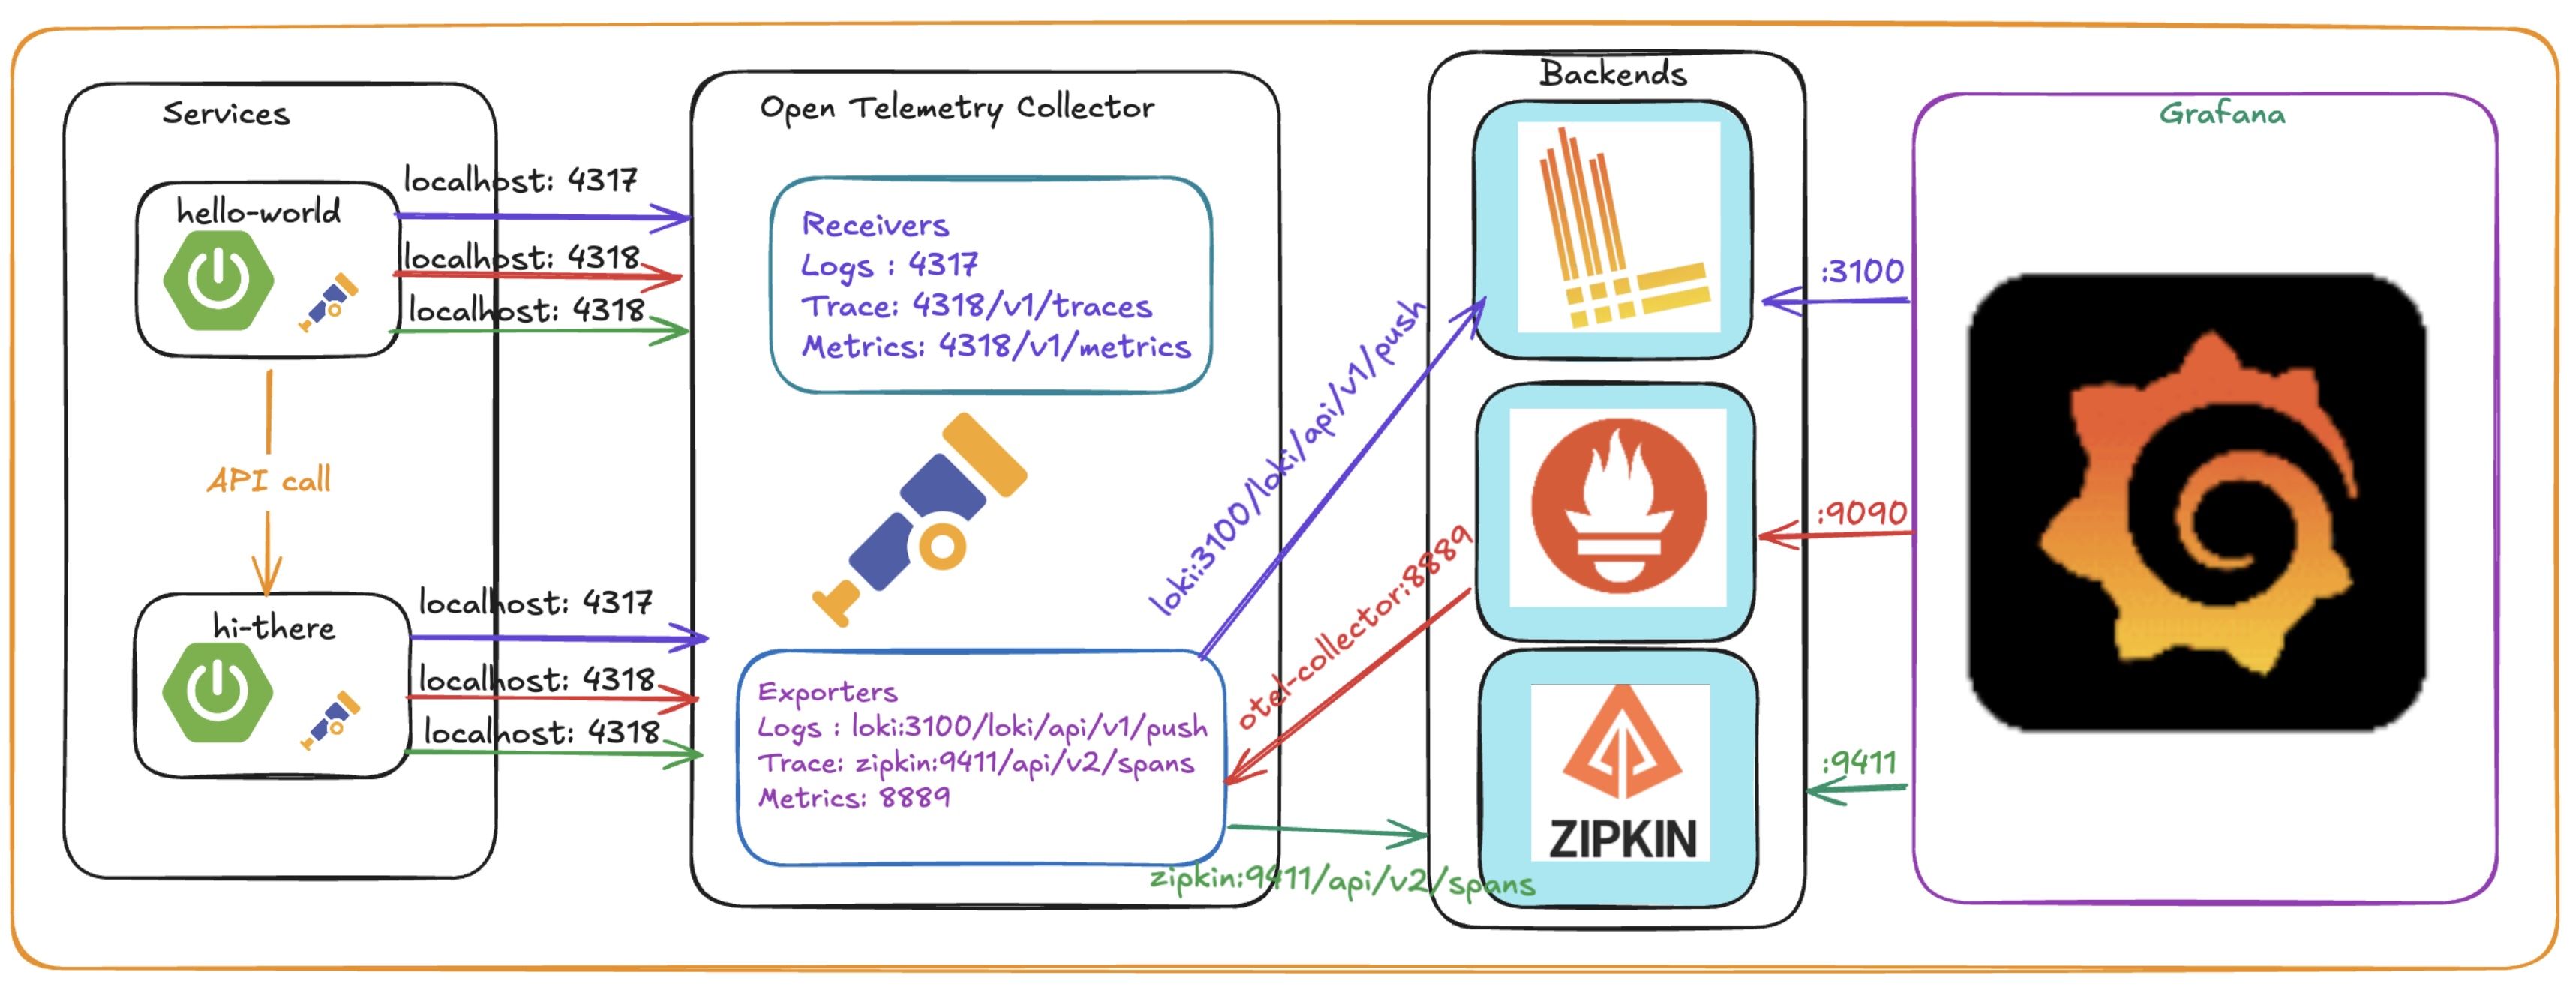 Services
hello-world
localhost: 4317
localhost: 4318
localhost: 4318
API call
hi-there
localhost: 4317
localhost: 4318
localhost: 4318
Open Telemetry Collector
Receivers
Logs : 4317
Trace: 4318/v1/traces
Metrics: 4318/v1/metrics
Exporters
Logs : loki:3100/loki/api/v1/push
Trace: zipkin:9411/api/v2/spans
Metrics: 8889
loki:3100/loki/api/v1/push
otel-collector:8889
zipkin:9411/api/v2/spans
Backends
ZIPKIN
:3100
:9090
:9411
Grafana